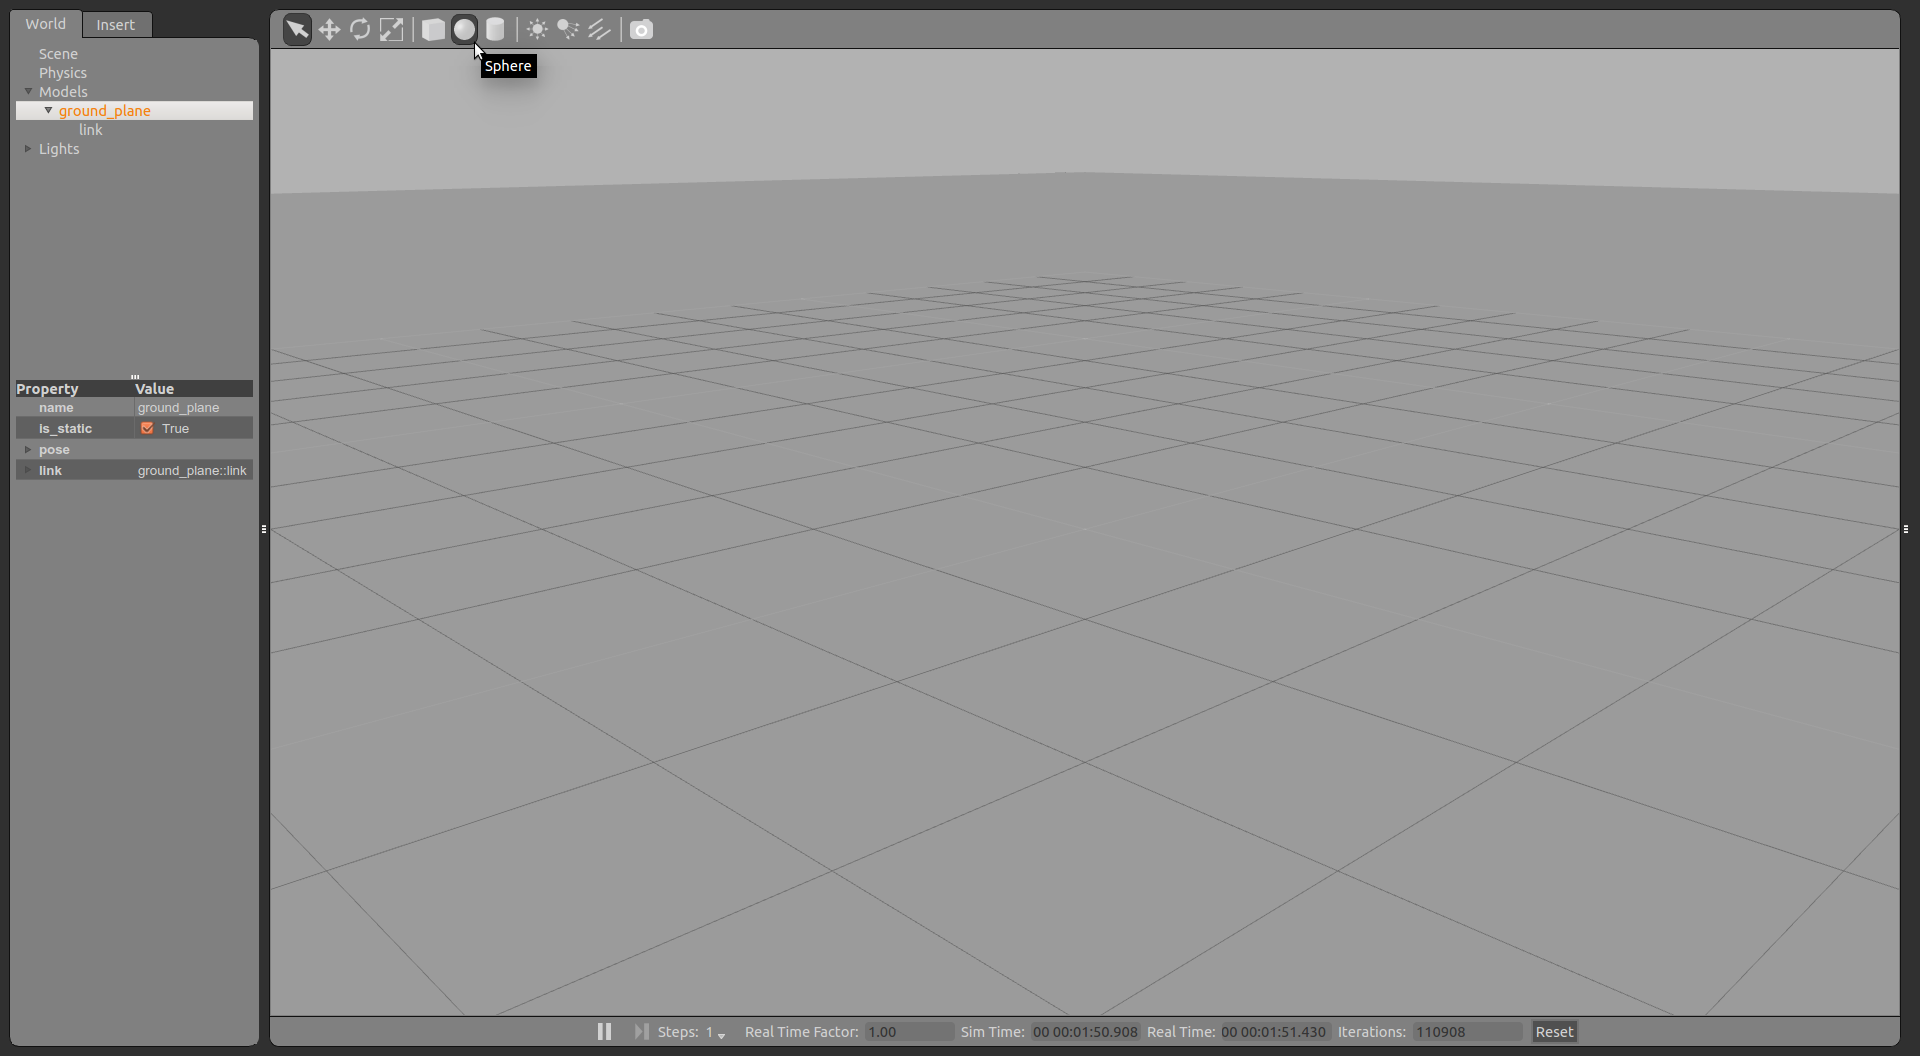 World Insert
Scene
Physics
Models
ground_plane
link
Lights
Sphere
Property Value
name ground_plane
is_static True
pose
link ground_plane::link
Steps: 1 Real Time Factor: 1.00 Sim Time: 00 00:01:50.908 Real Time: 00 00:01:51.430 Iterations: 110908 Reset